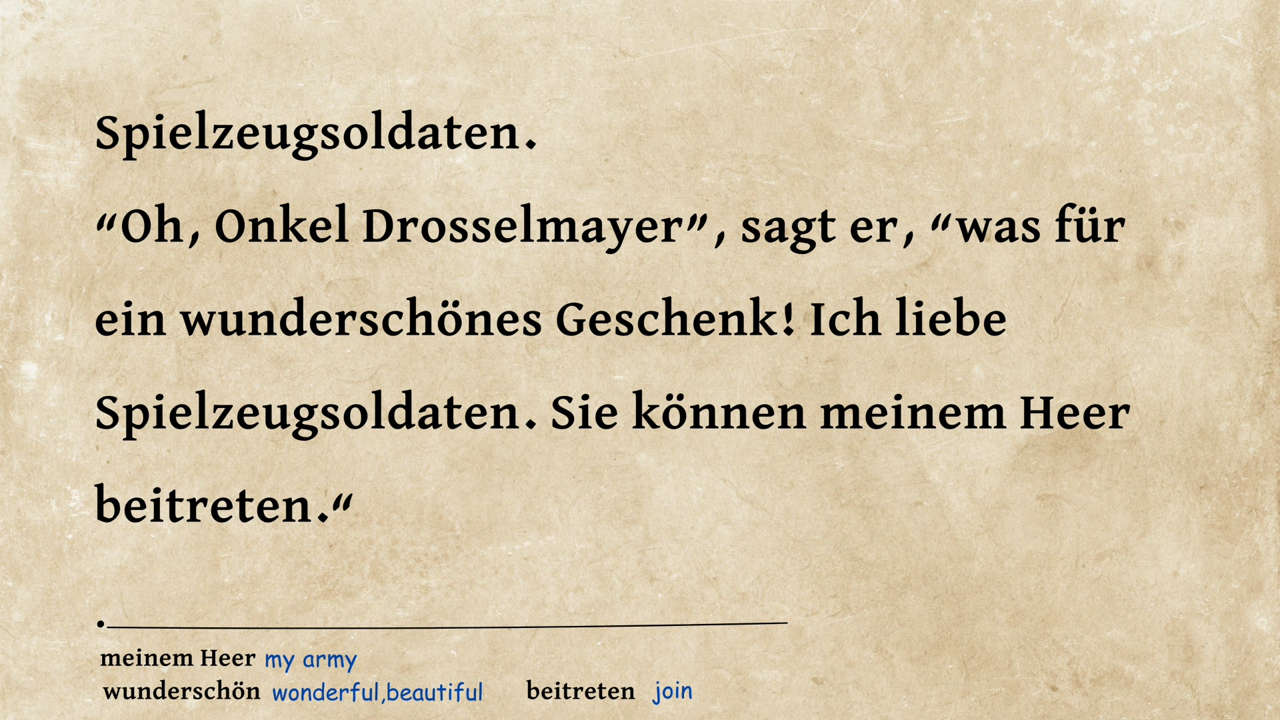 Spielzeugsoldaten.
“Oh, Onkel Drosselmayer”, sagt er, “was für
ein wunderschönes Geschenk! Ich liebe
Spielzeugsoldaten. Sie können meinem Heer
beitreten.“
.
meinem Heer my army
wunderschön wonderful,beautiful beitreten join